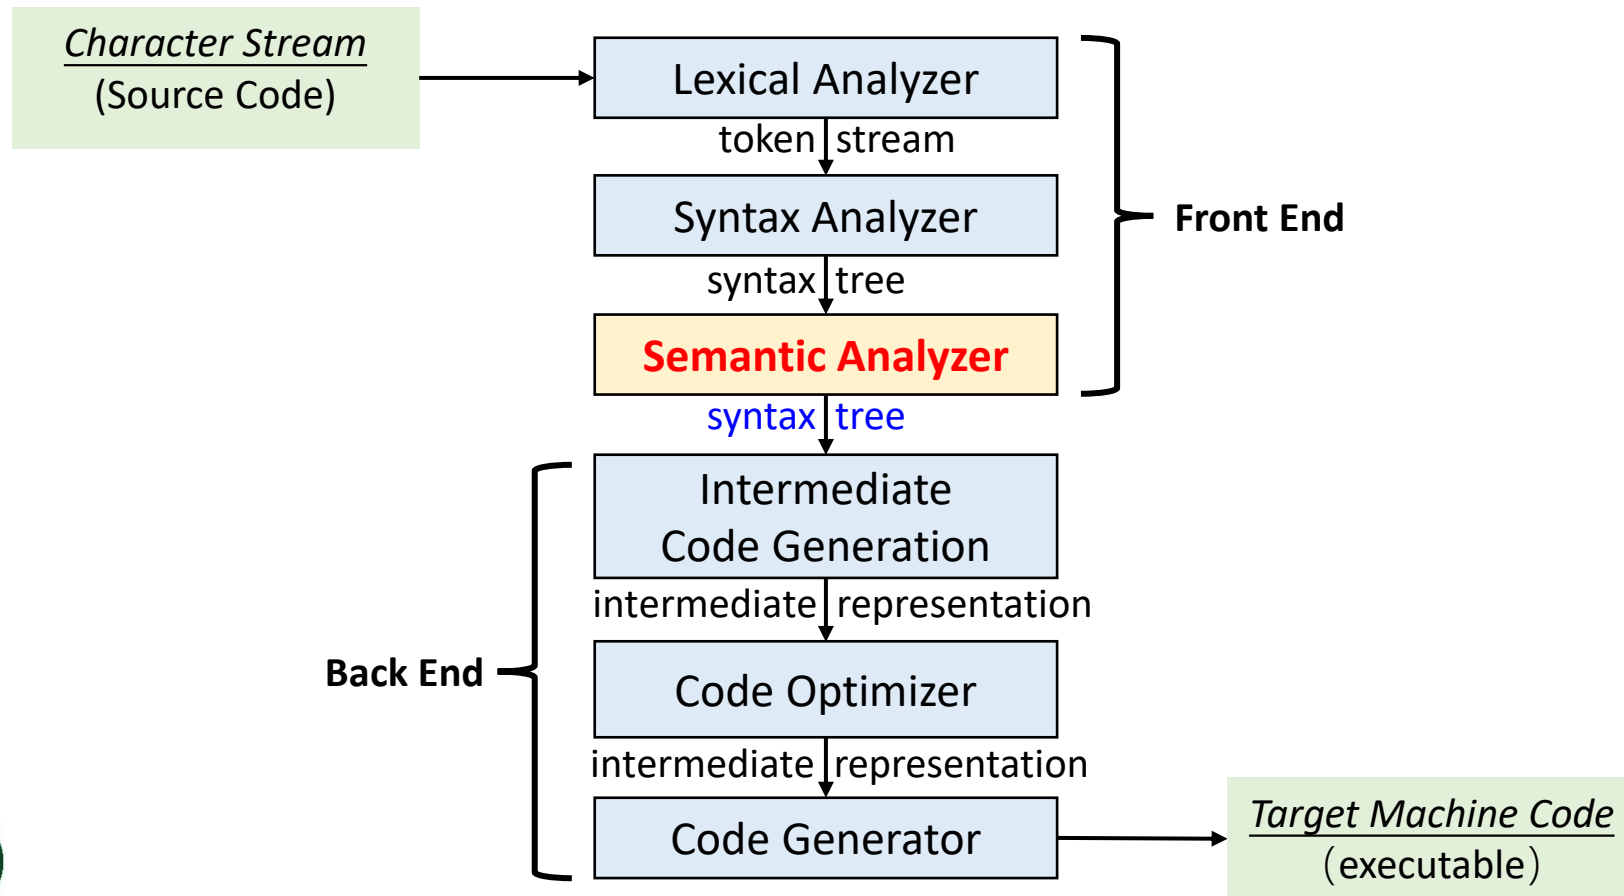 Character Stream
(Source Code)
Lexical Analyzer
token stream
Syntax Analyzer
Front End
syntax tree
Semantic Analyzer
syntax tree
Intermediate
Code Generation
intermediate representation
Back End
Code Optimizer
intermediate representation
Code Generator
Target Machine Code
（executable）